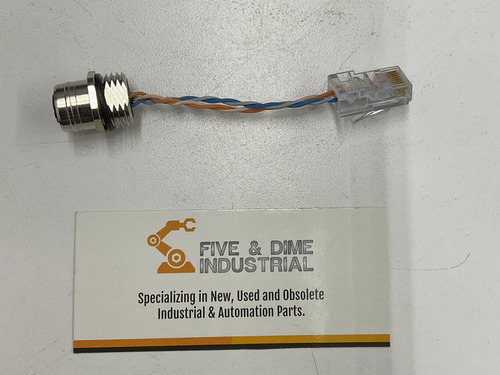 FIVE & DIME
INDUSTRIAL
Specializing in New, Used and Obsolete
Industrial & Automation Parts.